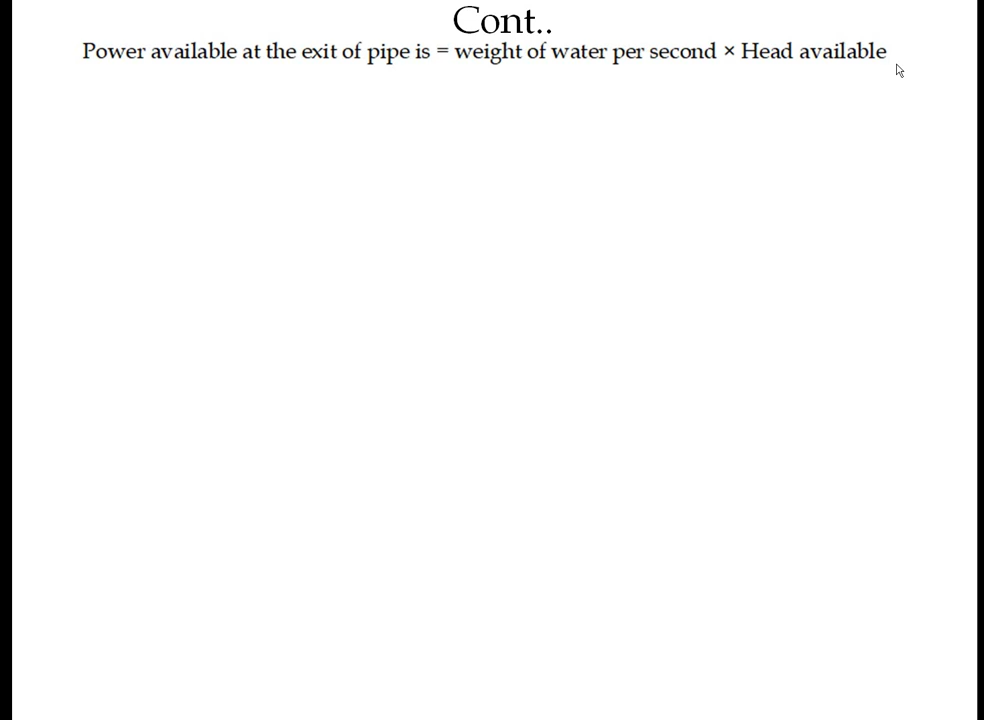 Cont..
Power available at the exit of pipe is = weight of water per second × Head available